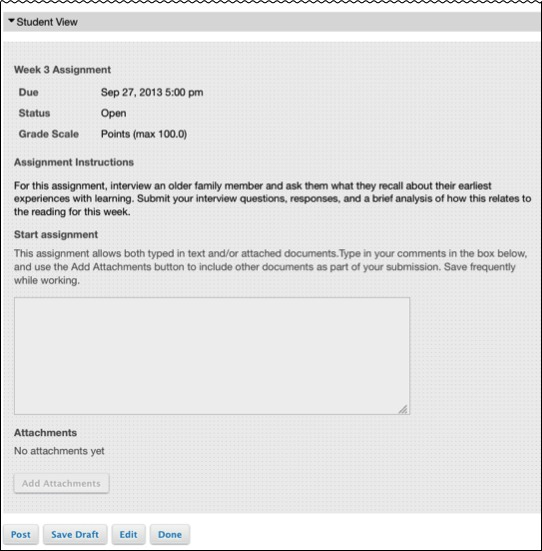 Student View
Week 3 Assignment
Due Sep 27, 2013 5:00 pm
Status Open
Grade Scale Points (max 100.0)
Assignment Instructions
For this assignment, interview an older family member and ask them what they recall about their earliest
experiences with learning. Submit your interview questions, responses, and a brief analysis of how this relates to
the reading for this week.
Start assignment
This assignment allows both typed in text and/or attached documents.Type in your comments in the box below,
and use the Add Attachments button to include other documents as part of your submission. Save frequently
while working.
Attachments
No attachments yet
Add Attachments
Post Save Draft Edit Done